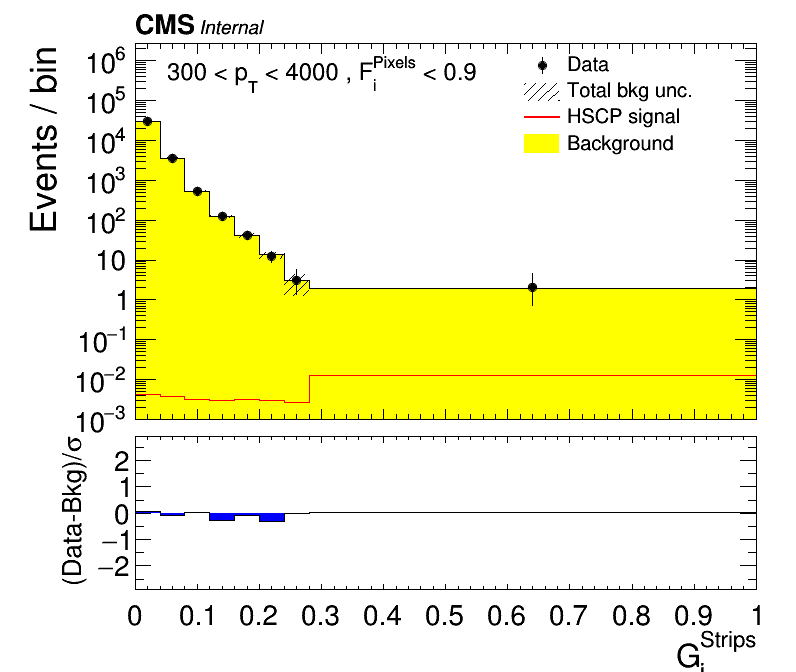 CMS Internal
300 < p_T < 4000 , F_i^Pixels < 0.9
Data
Total bkg unc.
HSCP signal
Background
Events / bin
10^6
10^5
10^4
10^3
10^2
10
1
10^−1
10^−2
10^−3
(Data-Bkg)/σ
2
1
0
−1
−2
0 0.1 0.2 0.3 0.4 0.5 0.6 0.7 0.8 0.9 1
G_i^Strips